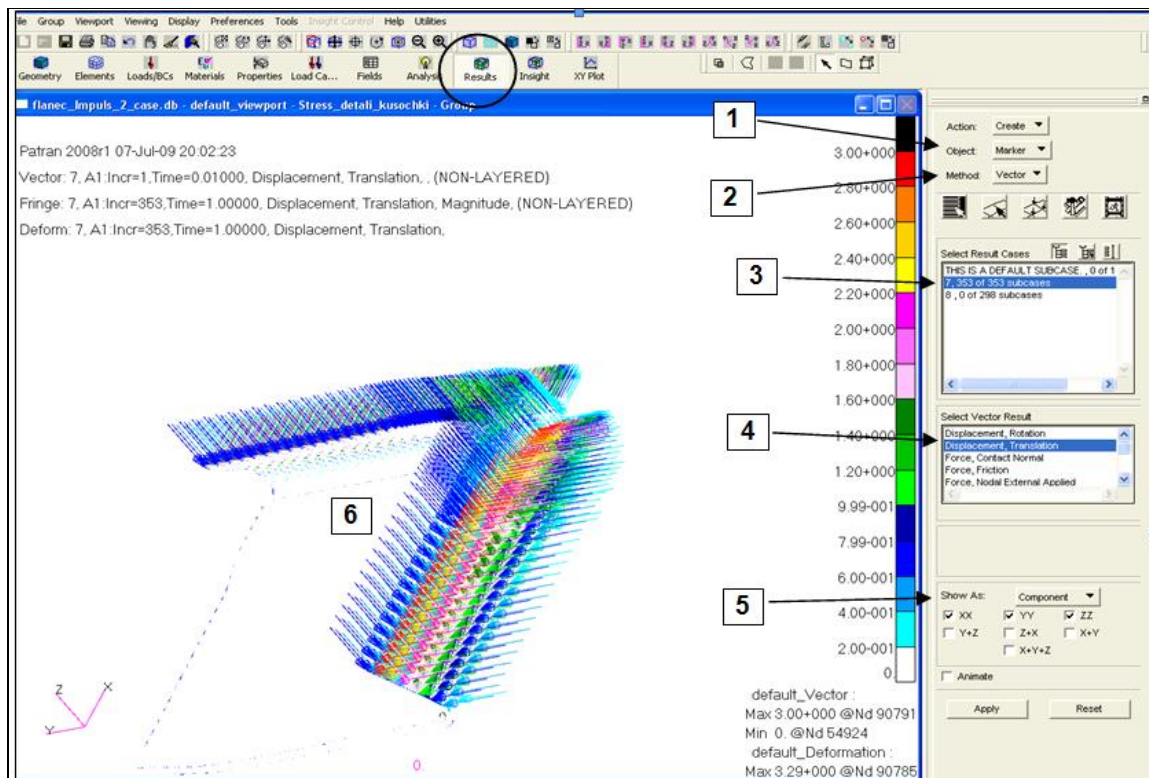 ile Group Viewport Viewing Display Preferences Tools Insight Control Help Utilities
Geometry Elements Loads/BCs Materials Properties Load Ca... Fields Analysis Results Insight XY Plot
flanec_Impuls_2_case.db - default_viewport - Stress_detali_kusochki - Group
Patran 2008r1 07-Jul-09 20:02:23
Vector: 7, A1:Incr=1,Time=0.01000, Displacement, Translation, , (NON-LAYERED)
Fringe: 7, A1:Incr=353,Time=1.00000, Displacement, Translation, Magnitude, (NON-LAYERED)
Deform: 7, A1:Incr=353,Time=1.00000, Displacement, Translation,
3.00+000
2.80+000
2.60+000
2.40+000
2.20+000
2.00+000
1.80+000
1.60+000
1.40+000
1.20+000
9.99-001
7.99-001
6.00-001
4.00-001
2.00-001
0.
default_Vector :
Max 3.00+000 @Nd 90791
Min 0. @Nd 54924
default_Deformation :
Max 3.29+000 @Nd 90785
Z X
Y
0.
6
1
2
3
4
5
Action: Create
Object: Marker
Method: Vector
Select Result Cases
THIS IS A DEFAULT SUBCASE. , 0 of 1
7, 353 of 353 subcases
8 , 0 of 298 subcases
Select Vector Result
Displacement, Rotation
Displacement, Translation
Force, Contact Normal
Force, Friction
Force, Nodal External Applied
Show As: Component
XX YY ZZ
Y+Z Z+X X+Y
X+Y+Z
Animate
Apply Reset